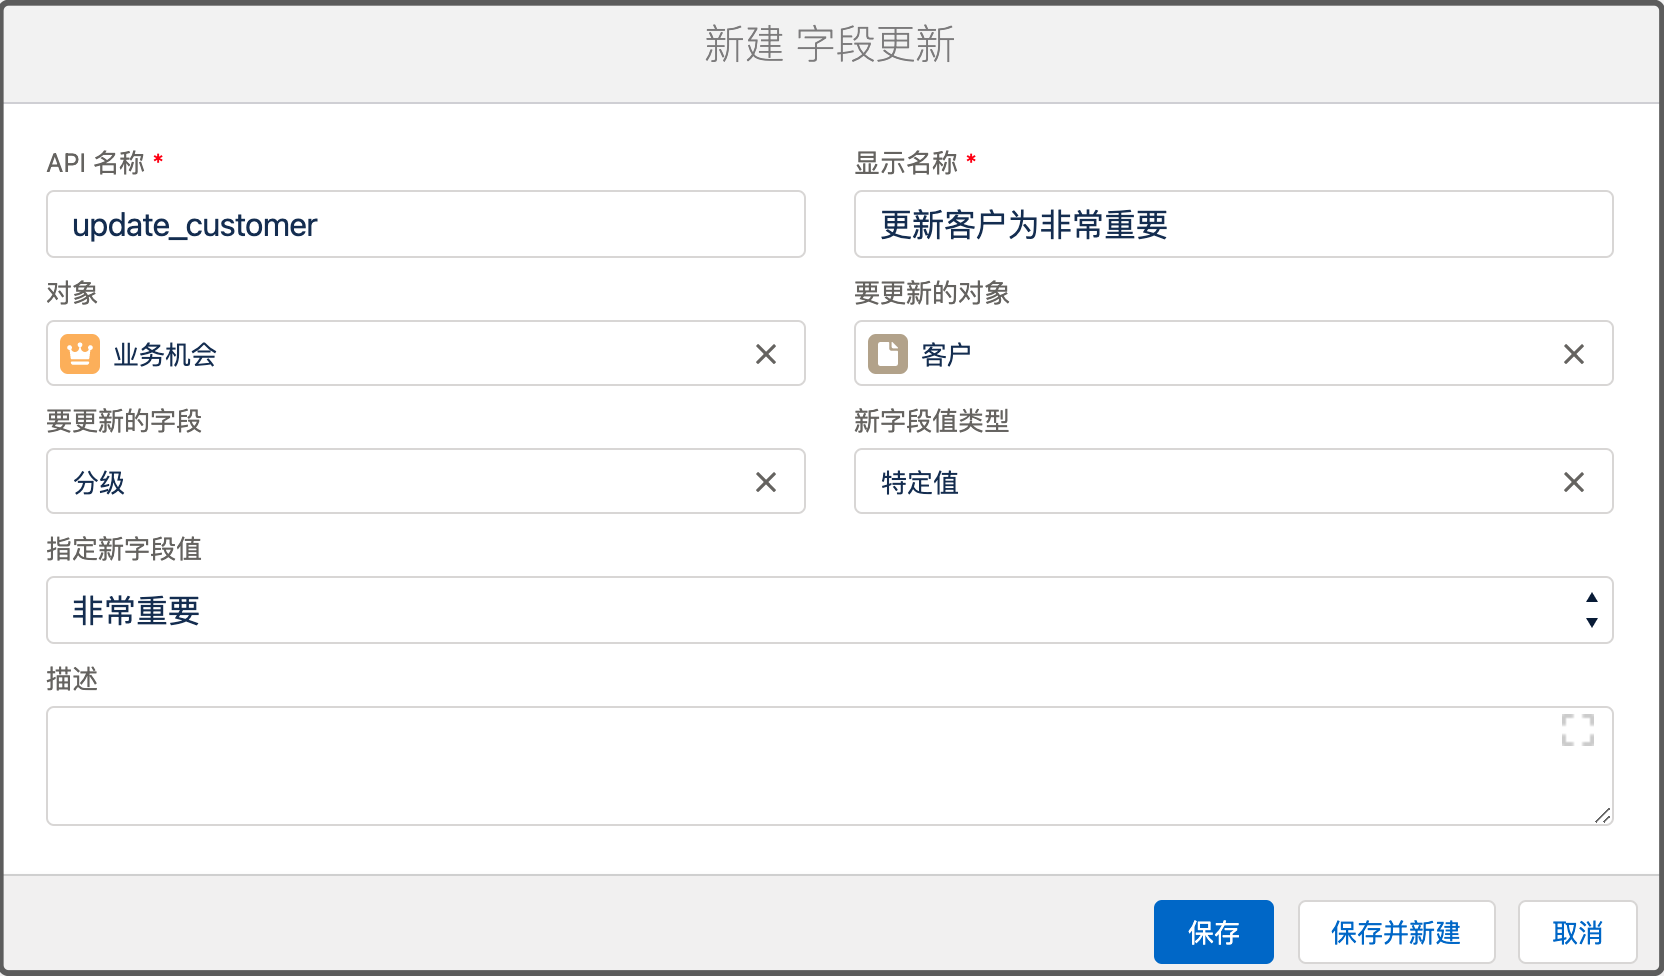 新建 字段更新
API 名称 *
显示名称 *
update_customer
更新客户为非常重要
对象
要更新的对象
业务机会
客户
要更新的字段
新字段值类型
分级
特定值
指定新字段值
非常重要
描述
保存
保存并新建
取消